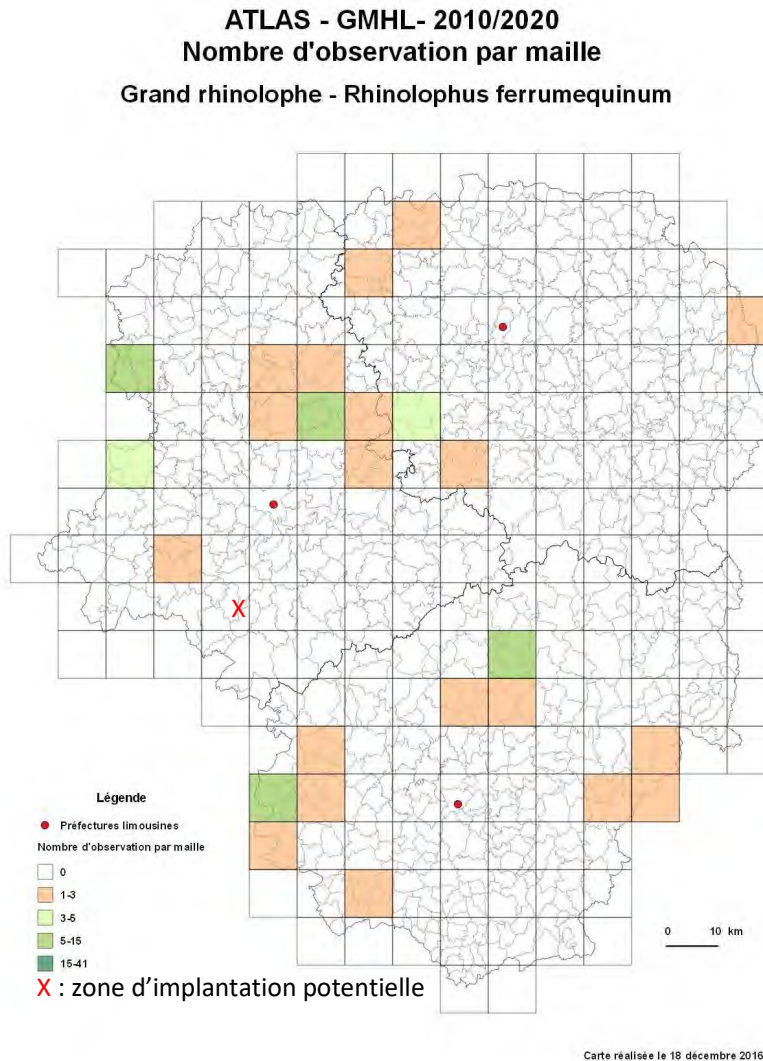 ATLAS - GMHL- 2010/2020
Nombre d'observation par maille
Grand rhinolophe - Rhinolophus ferrumequinum
X
Légende
Préfectures limousines
Nombre d'observation par maille
0
1-3
3-5
5-15
15-41
X : zone d’implantation potentielle
0 10 km
Carte réalisée le 18 décembre 2016